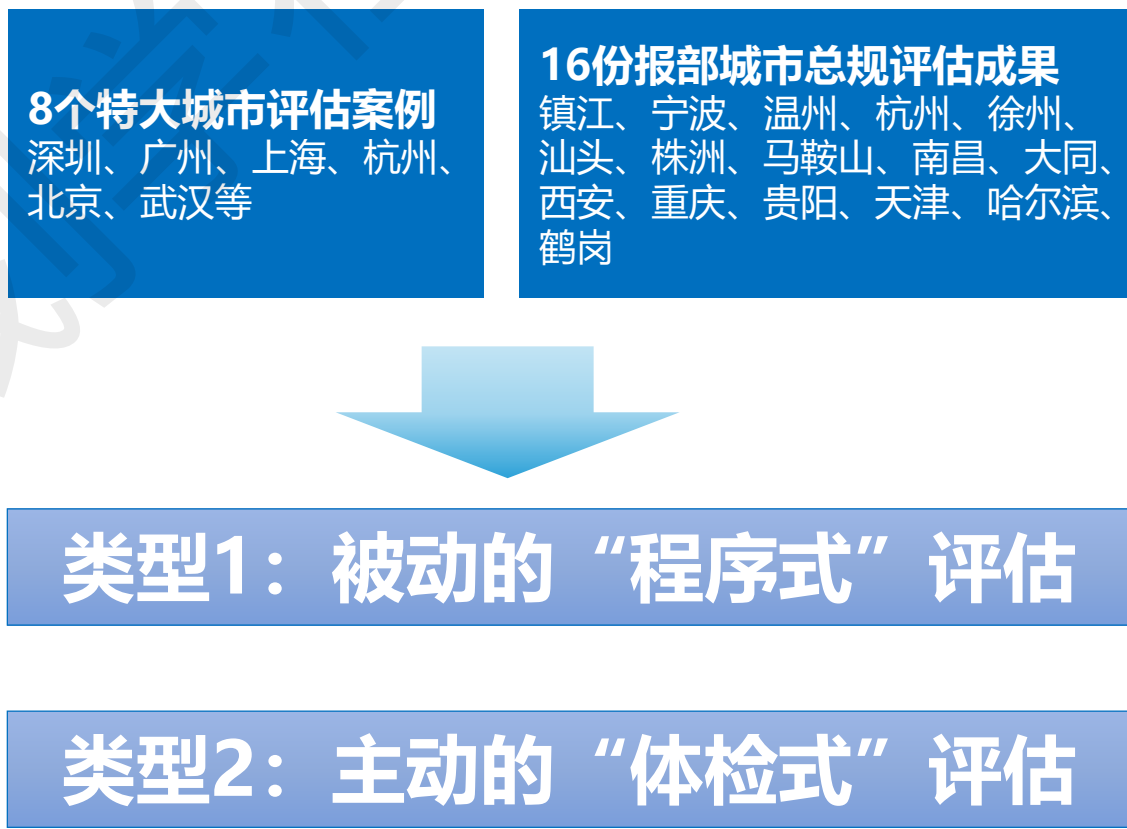 8个特大城市评估案例
深圳、广州、上海、杭州、
北京、武汉等
16份报部城市总规评估成果
镇江、宁波、温州、杭州、徐州、
汕头、株洲、马鞍山、南昌、大同、
西安、重庆、贵阳、天津、哈尔滨、
鹤岗
类型1：被动的“程序式”评估
类型2：主动的“体检式”评估